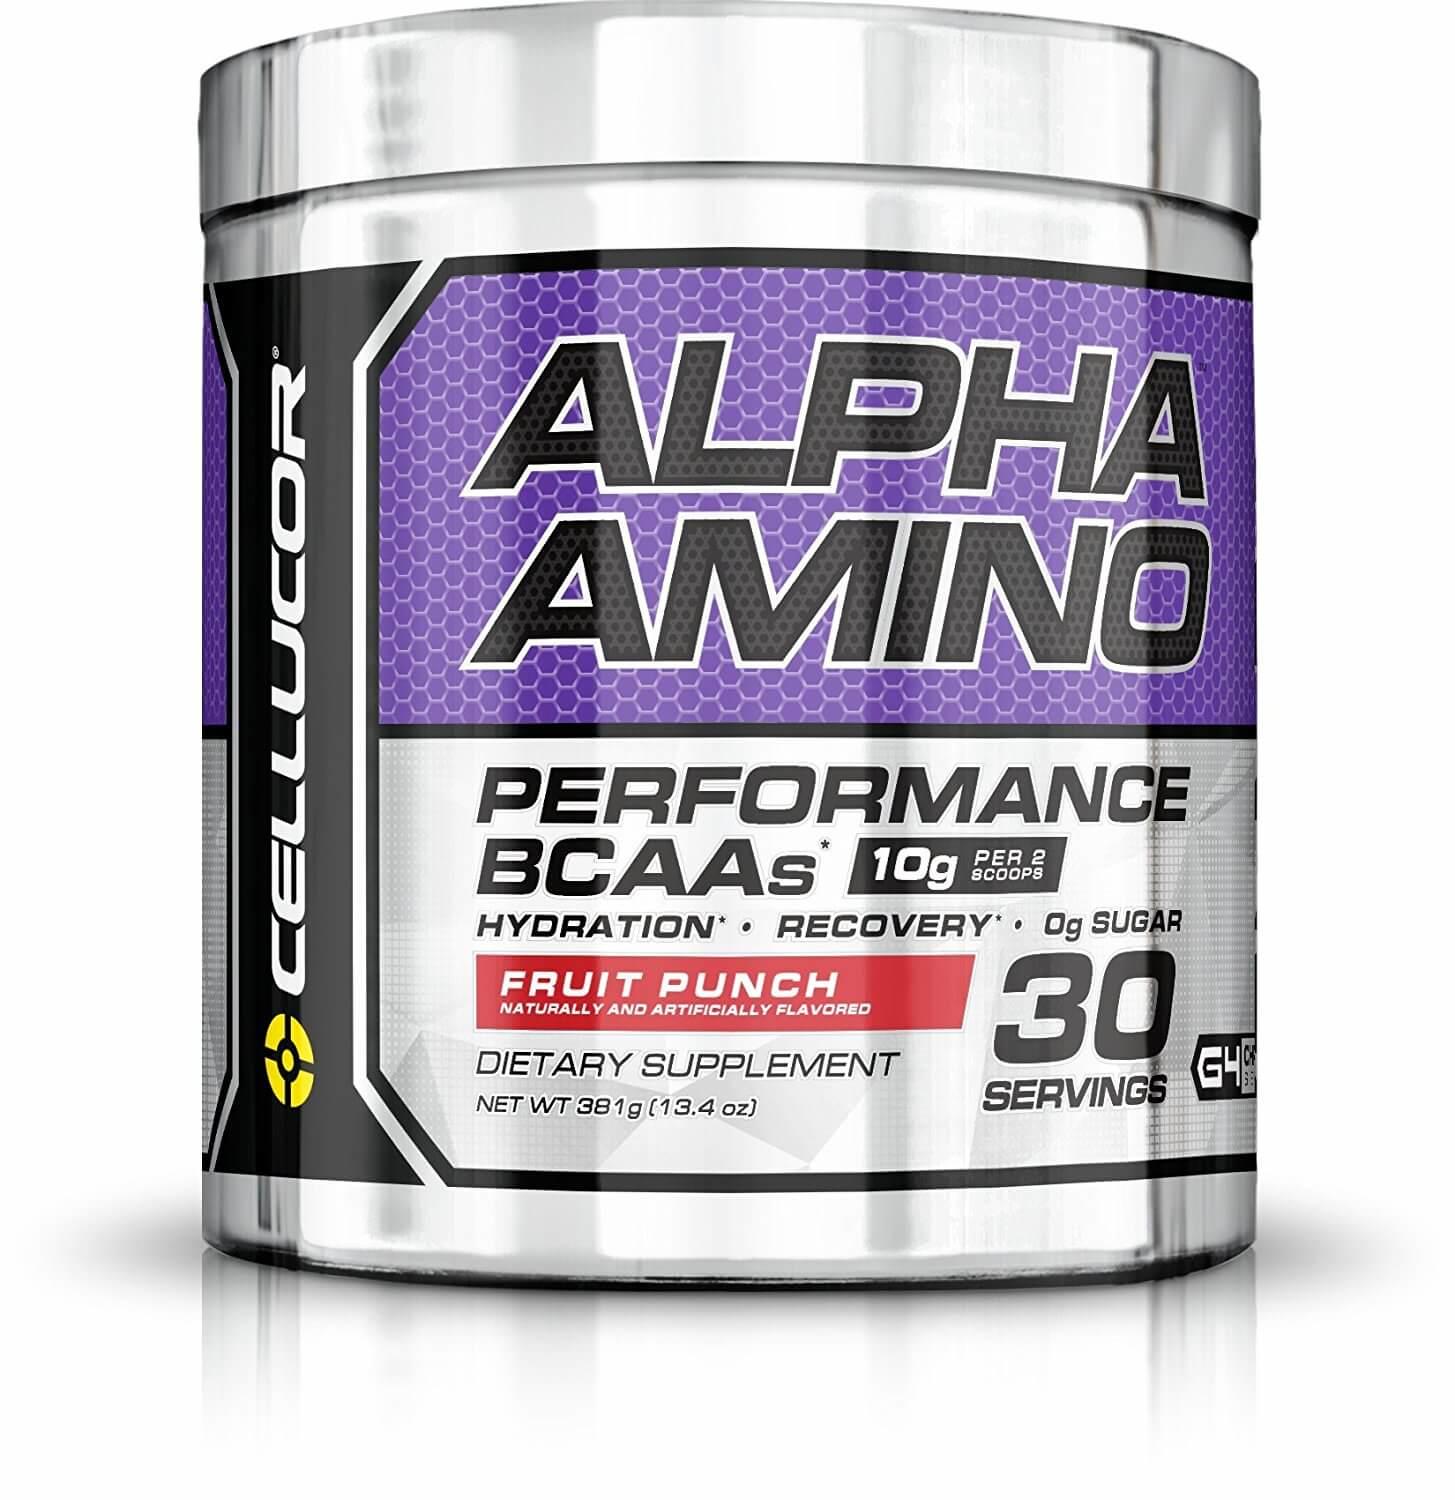 CELLUCOR®
ALPHA
AMINO
PERFORMANCE
BCAAs* 10g PER 2 SCOOPS
HYDRATION* • RECOVERY* • 0g SUGAR
FRUIT PUNCH
NATURALLY AND ARTIFICIALLY FLAVORED
30
SERVINGS
DIETARY SUPPLEMENT
NET WT 381g (13.4 oz)
G4